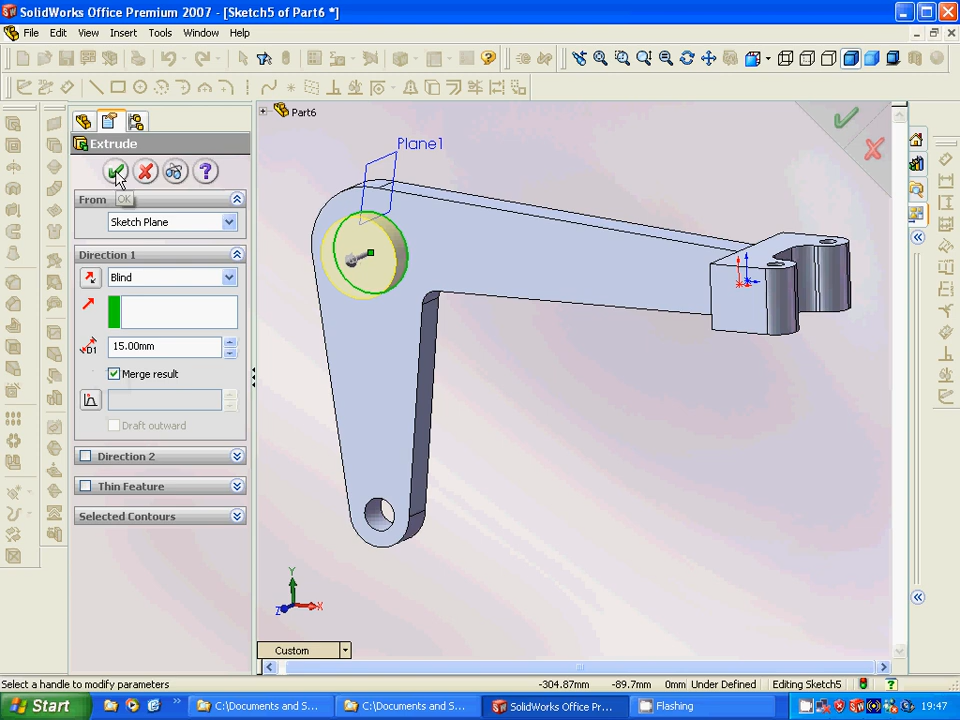 SolidWorks Office Premium 2007 - [Sketch5 of Part6 *]
File Edit View Insert Tools Window Help
Part6
Extrude
Plane1
OK
From
Sketch Plane
Direction 1
Blind
D1 15.00mm
Merge result
Draft outward
Direction 2
Thin Feature
Selected Contours
Y
X
Z
Custom
Select a handle to modify parameters -304.87mm -89.7mm 0mm Under Defined Editing Sketch5
Start C:\Documents and S... C:\Documents and S... SolidWorks Office Pr... Flashing 19:47